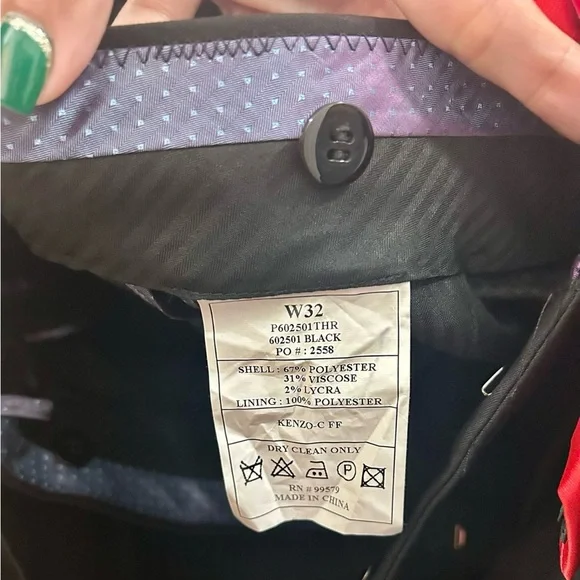 W32
P602501THR
602501 BLACK
PO # : 2558
SHELL : 67% POLYESTER
31% VISCOSE
2% LYCRA
LINING : 100% POLYESTER
KENZO-C FF
DRY CLEAN ONLY
P
RN # 99579
MADE IN CHINA